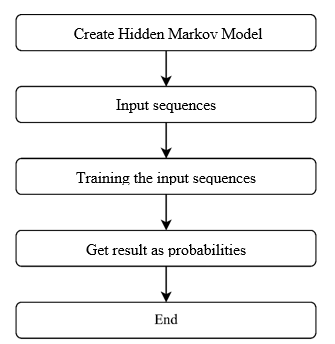 Create Hidden Markov Model
Input sequences
Training the input sequences
Get result as probabilities
End